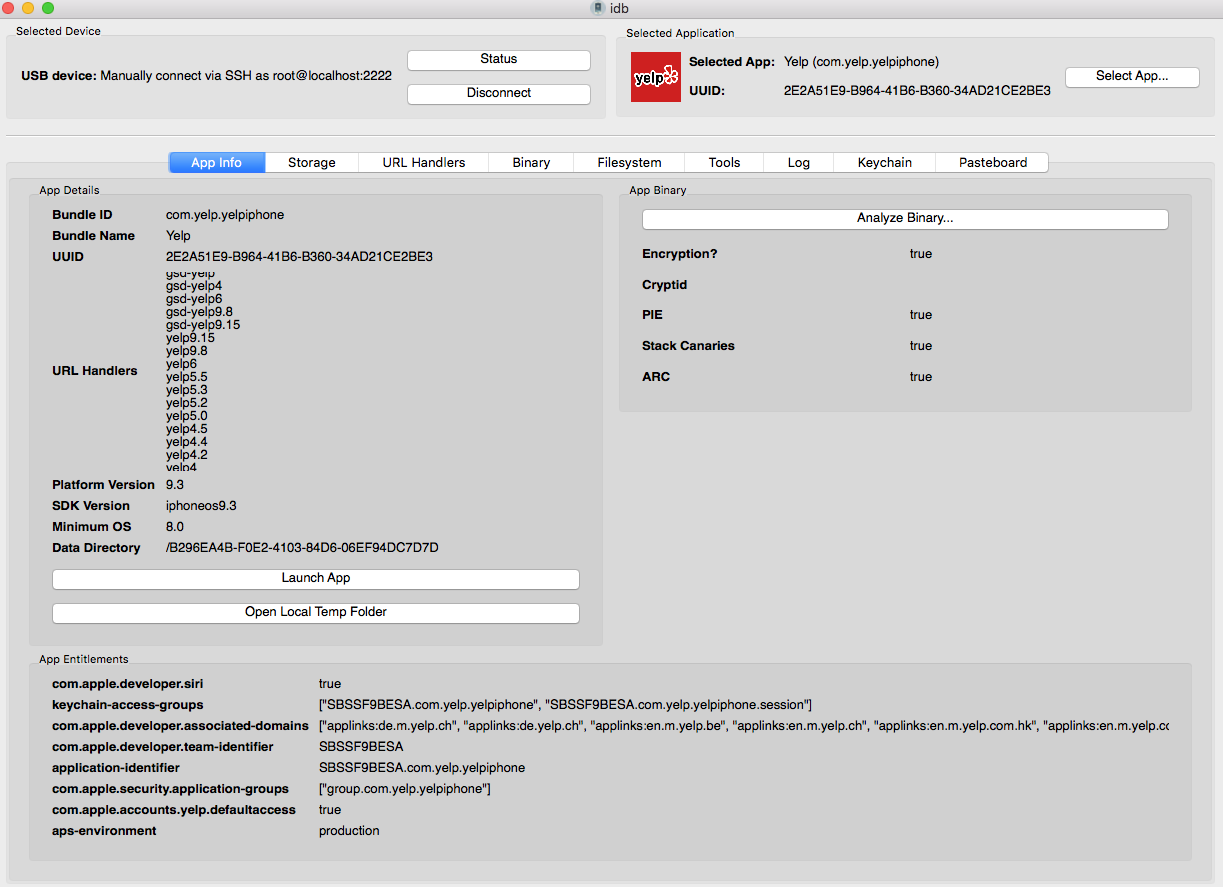 idb
Selected Device
USB device: Manually connect via SSH as root@localhost:2222
Status
Disconnect
Selected Application
yelp
Selected App: Yelp (com.yelp.yelpiphone)
UUID: 2E2A51E9-B964-41B6-B360-34AD21CE2BE3
Select App...
App Info Storage URL Handlers Binary Filesystem Tools Log Keychain Pasteboard
App Details
Bundle ID com.yelp.yelpiphone
Bundle Name Yelp
UUID 2E2A51E9-B964-41B6-B360-34AD21CE2BE3
URL Handlers
gsd-yelp
gsd-yelp4
gsd-yelp6
gsd-yelp9.8
gsd-yelp9.15
yelp9.15
yelp9.8
yelp6
yelp5.5
yelp5.3
yelp5.2
yelp5.0
yelp4.5
yelp4.4
yelp4.2
yelp4
Platform Version 9.3
SDK Version iphoneos9.3
Minimum OS 8.0
Data Directory /B296EA4B-F0E2-4103-84D6-06EF94DC7D7D
Launch App
Open Local Temp Folder
App Binary
Analyze Binary...
Encryption? true
Cryptid
PIE true
Stack Canaries true
ARC true
App Entitlements
com.apple.developer.siri true
keychain-access-groups ["SBSSF9BESA.com.yelp.yelpiphone", "SBSSF9BESA.com.yelp.yelpiphone.session"]
com.apple.developer.associated-domains ["applinks:de.m.yelp.ch", "applinks:de.yelp.ch", "applinks:en.m.yelp.be", "applinks:en.m.yelp.ch", "applinks:en.m.yelp.com.hk", "applinks:en.m.yelp.cc
com.apple.developer.team-identifier SBSSF9BESA
application-identifier SBSSF9BESA.com.yelp.yelpiphone
com.apple.security.application-groups ["group.com.yelp.yelpiphone"]
com.apple.accounts.yelp.defaultaccess true
aps-environment production